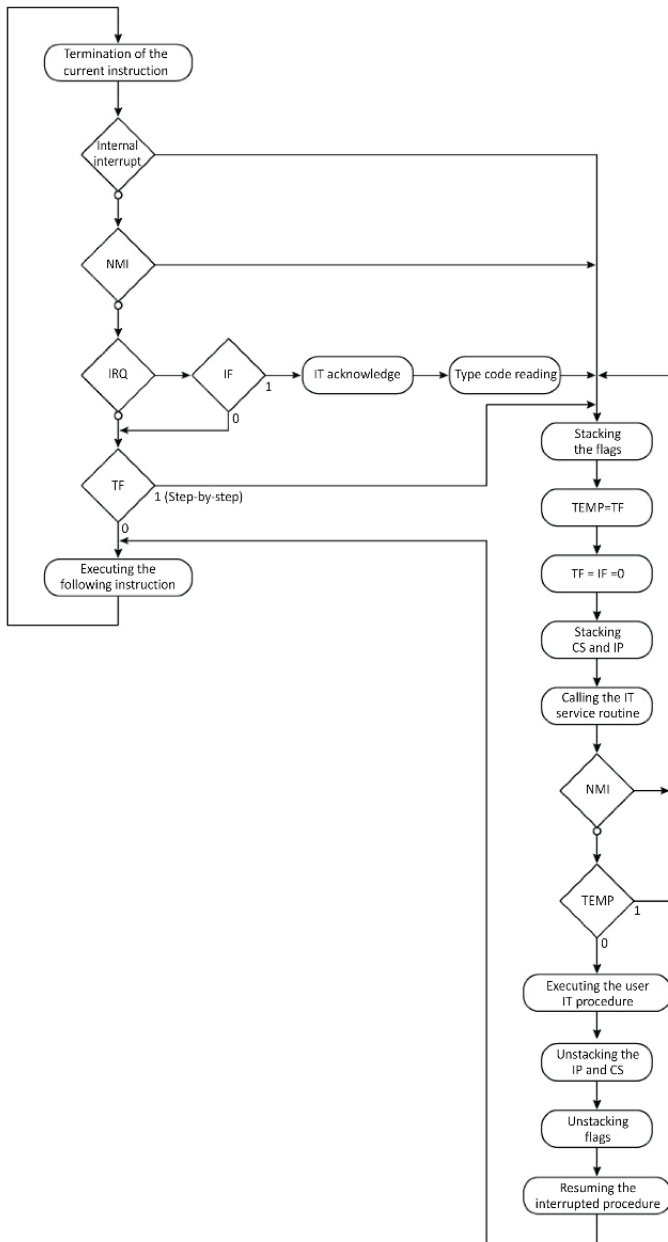 Termination of the
current instruction
Internal
interrupt
NMI
IRQ
IF
1
0
IT acknowledge
Type code reading
TF
1 (Step-by-step)
0
Executing the
following instruction
Stacking
the flags
TEMP=TF
TF = IF =0
Stacking
CS and IP
Calling the IT
service routine
NMI
TEMP
1
0
Executing the user
IT procedure
Unstacking the
IP and CS
Unstacking
flags
Resuming the
interrupted procedure